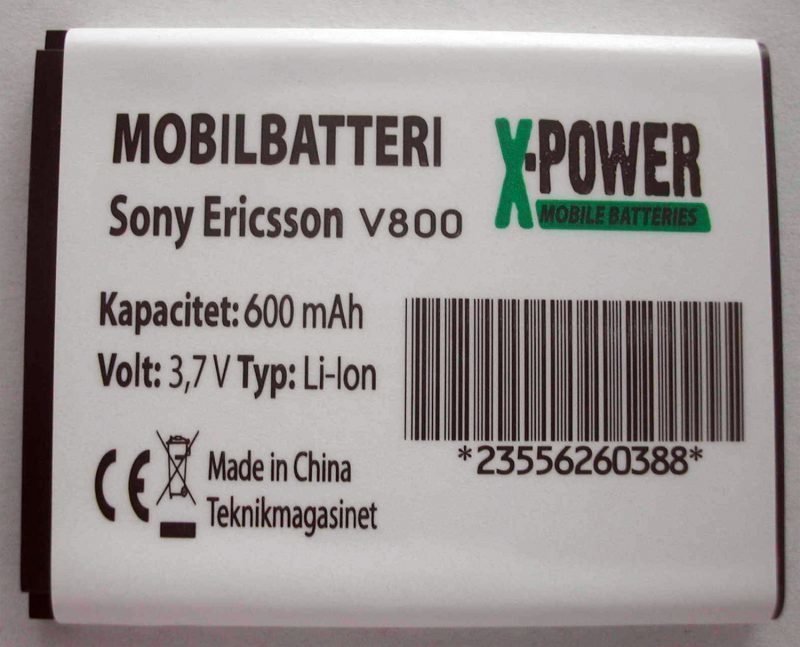 MOBILBATTERI
Sony Ericsson V800
X-POWER
MOBILE BATTERIES
Kapacitet: 600 mAh
Volt: 3,7 V Typ: Li-Ion
*23556260388*
CE
Made in China
Teknikmagasinet